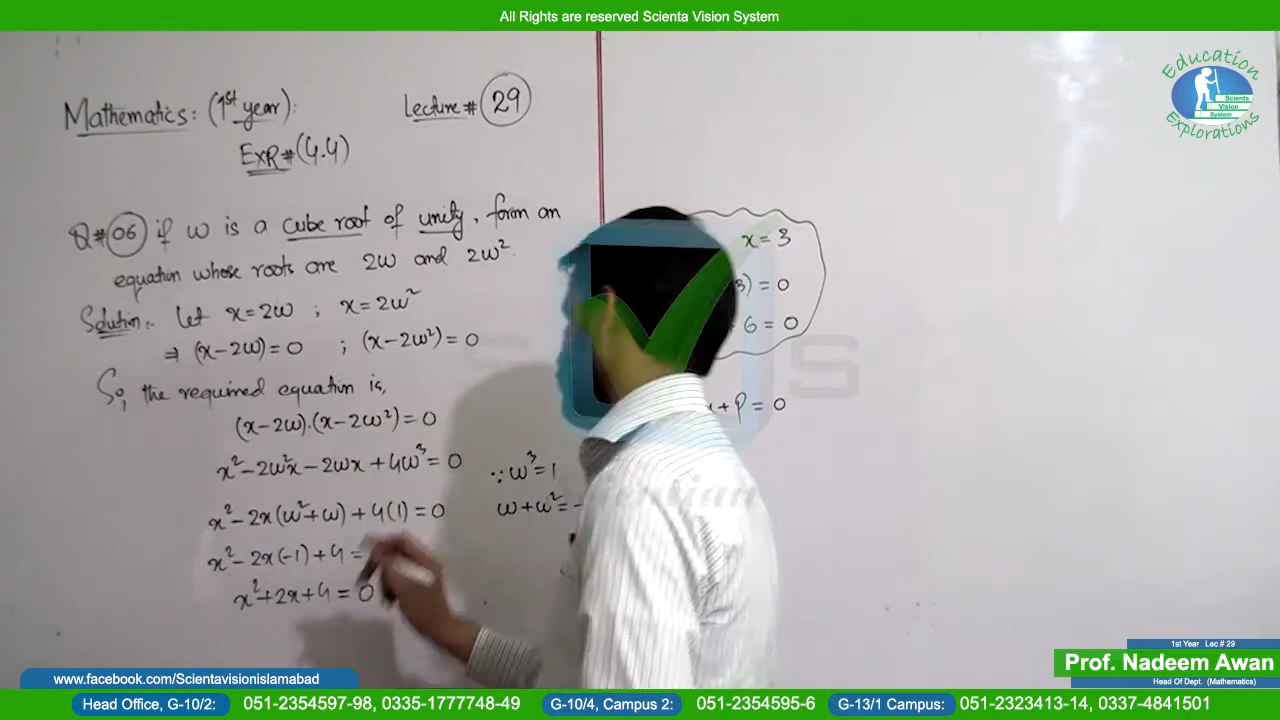 All Rights are reserved Scienta Vision System
Mathematics: (1st year):
Lecture# 29
EXR#(4.4)
Q#06 if ω is a cube root of unity, form an
equation whose roots are 2ω and 2ω².
Solution:- Let x=2ω ; x=2ω²
⇒ (x-2ω)=0 ; (x-2ω²)=0
So, the required equation is,
(x-2ω).(x-2ω²)=0
x²-2ω²x-2ωx+4ω³=0
x²-2x(ω²+ω)+4(1)=0
x²-2x(-1)+4=
x²+2x+4=0
∵ω³=1
ω+ω²=-
x=3
3)=0
6=0
+P=0
Education
Scienta
Vision
System
Explorations
S
1st Year Lec # 29
Prof. Nadeem Awan
Head Of Dept. (Mathematics)
www.facebook.com/Scientavisionislamabad
Head Office, G-10/2: 051-2354597-98, 0335-1777748-49 G-10/4, Campus 2: 051-2354595-6 G-13/1 Campus: 051-2323413-14, 0337-4841501